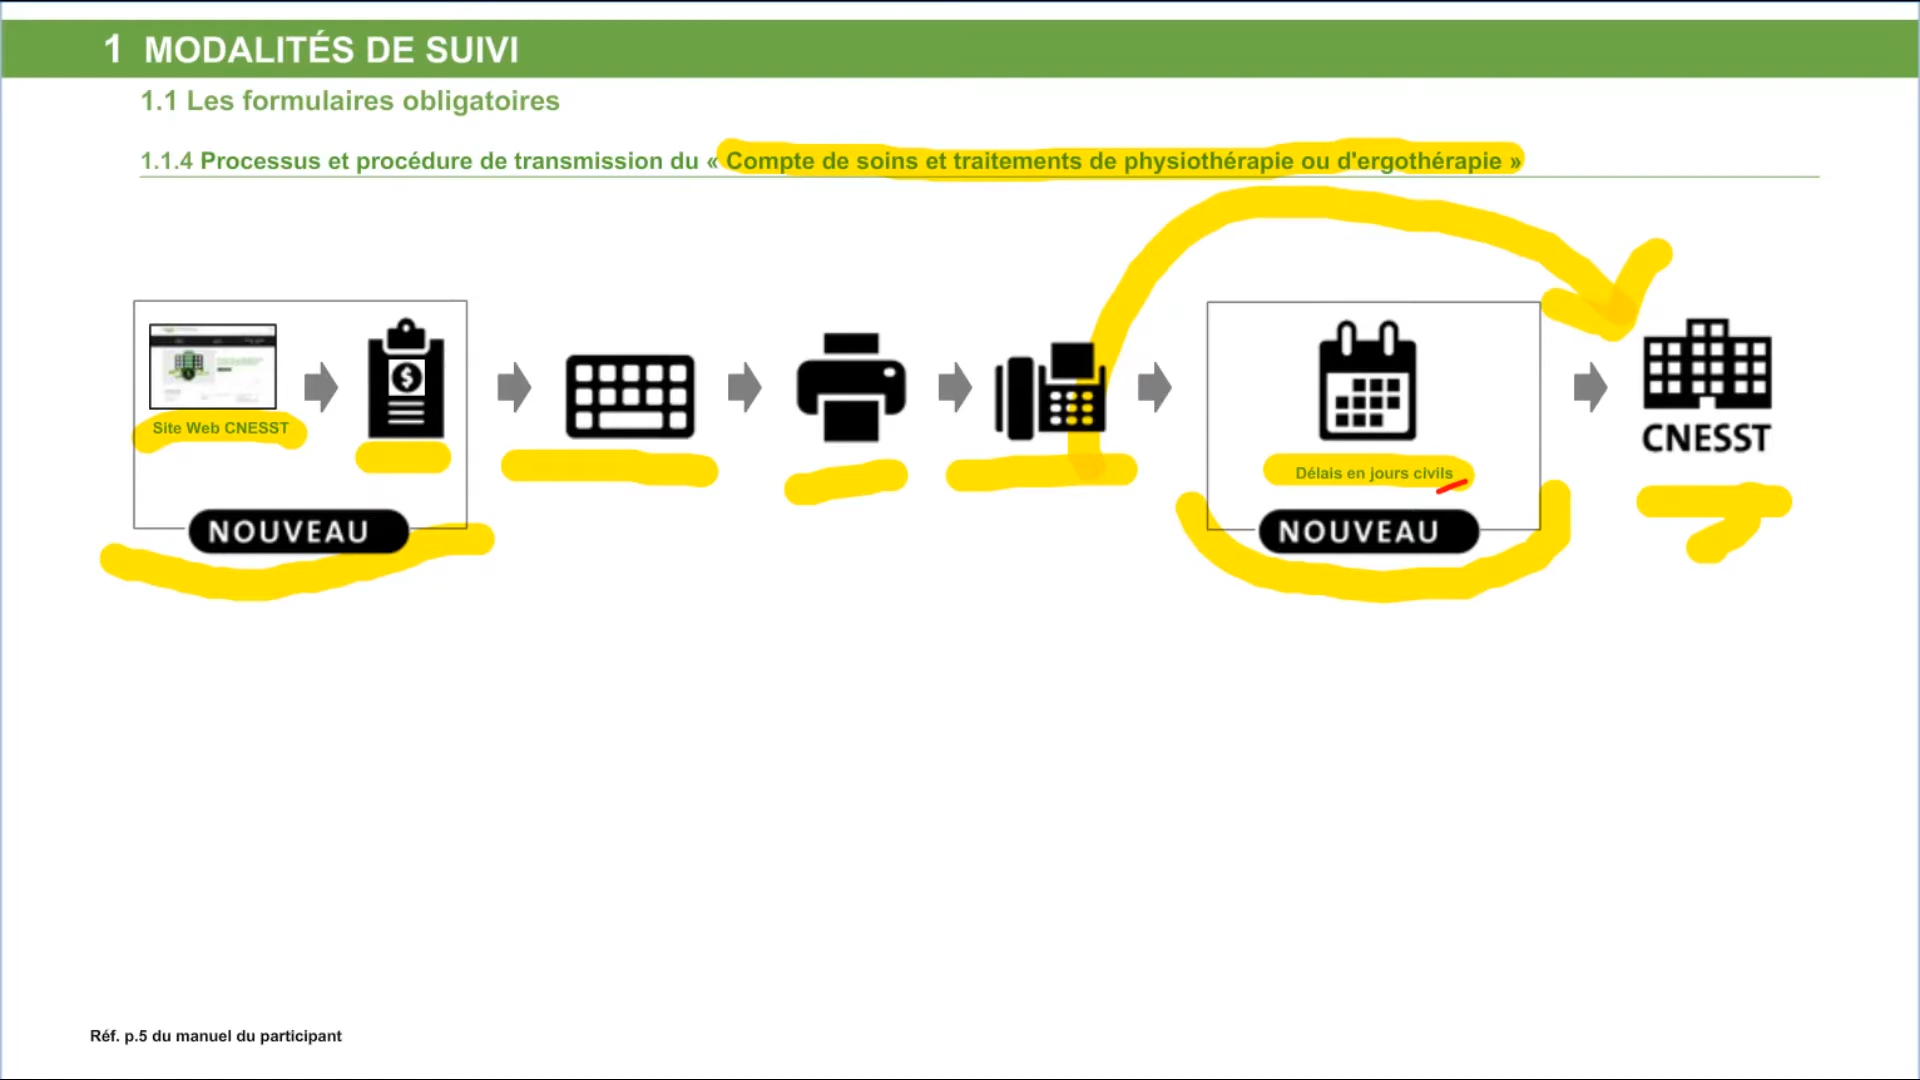 1 MODALITÉS DE SUIVI
1.1 Les formulaires obligatoires
1.1.4 Processus et procédure de transmission du « Compte de soins et traitements de physiothérapie ou d'ergothérapie »
Site Web CNESST
NOUVEAU
Délais en jours civils
NOUVEAU
CNESST
Réf. p.5 du manuel du participant